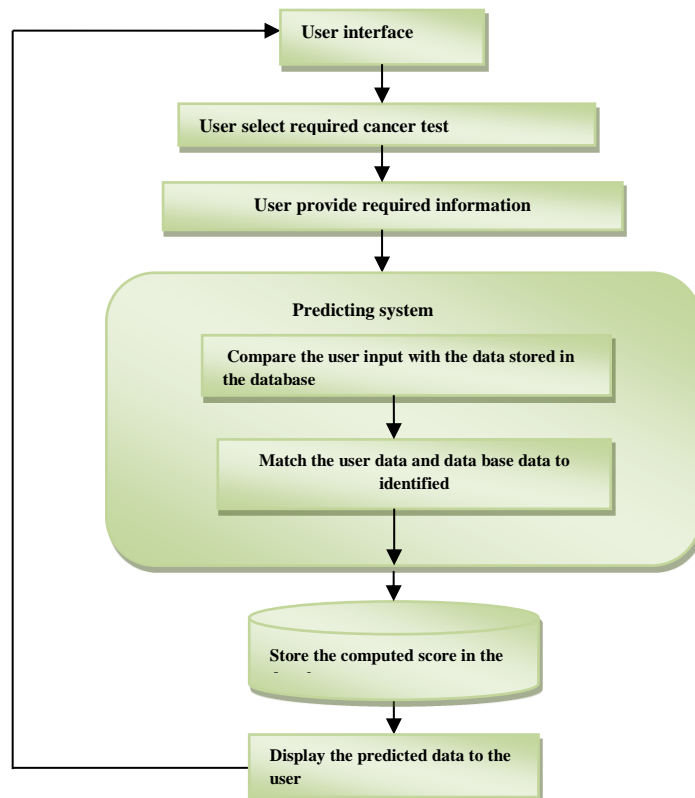 User interface
User select required cancer test
User provide required information
Predicting system
Compare the user input with the data stored in
the database
Match the user data and data base data to
identified
Store the computed score in the
Display the predicted data to the
user